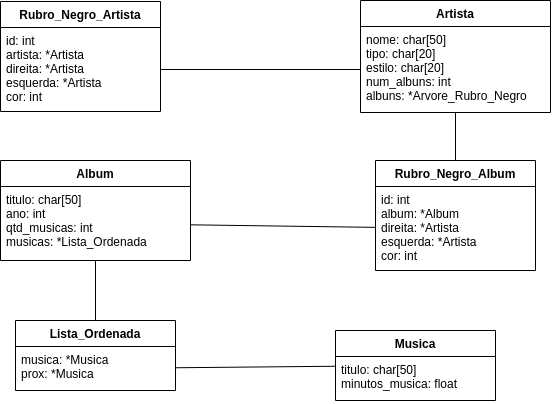 Rubro_Negro_Artista
id: int
artista: *Artista
direita: *Artista
esquerda: *Artista
cor: int
Artista
nome: char[50]
tipo: char[20]
estilo: char[20]
num_albuns: int
albuns: *Arvore_Rubro_Negro
Album
titulo: char[50]
ano: int
qtd_musicas: int
musicas: *Lista_Ordenada
Rubro_Negro_Album
id: int
album: *Album
direita: *Artista
esquerda: *Artista
cor: int
Lista_Ordenada
musica: *Musica
prox: *Musica
Musica
titulo: char[50]
minutos_musica: float